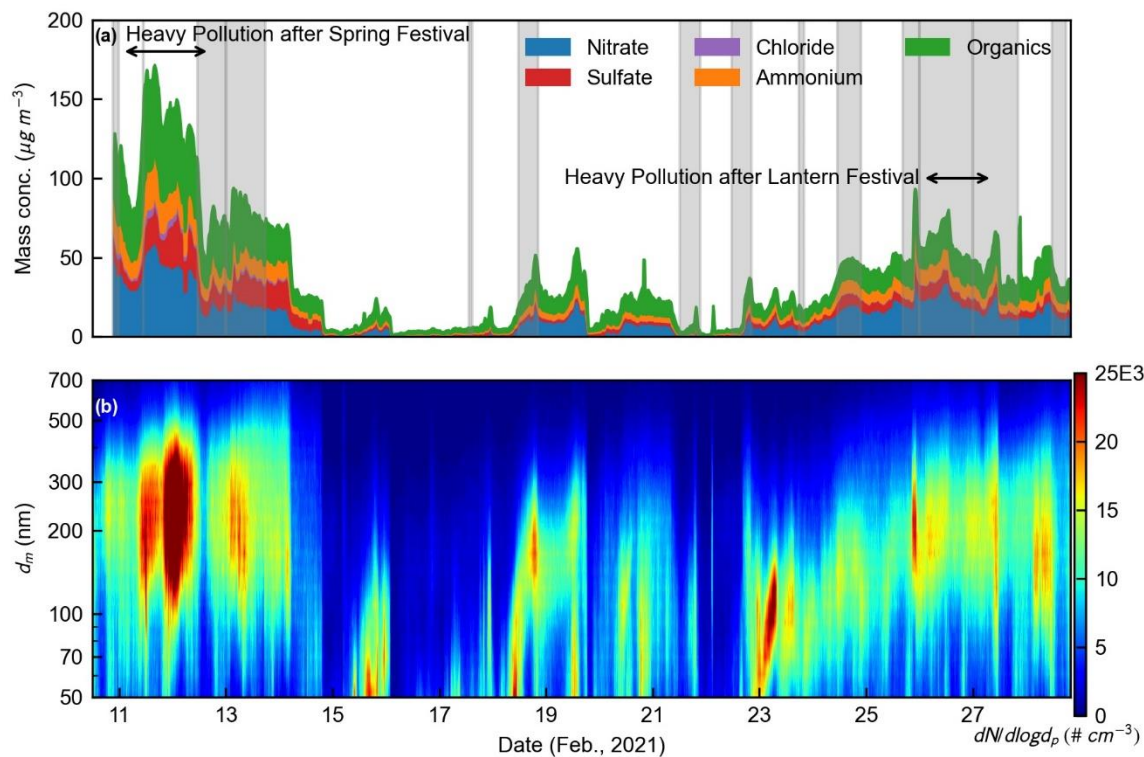 200
(a)
Heavy Pollution after Spring Festival
Nitrate
Chloride
Organics
Sulfate
Ammonium
150
100
50
0
Mass conc. (μg m⁻³)
Heavy Pollution after Lantern Festival
700
(b)
500
300
200
100
70
50
dₘ (nm)
25E3
20
15
10
5
0
11 13 15 17 19 21 23 25 27
Date (Feb., 2021)
dN/dlogdₚ (# cm⁻³)